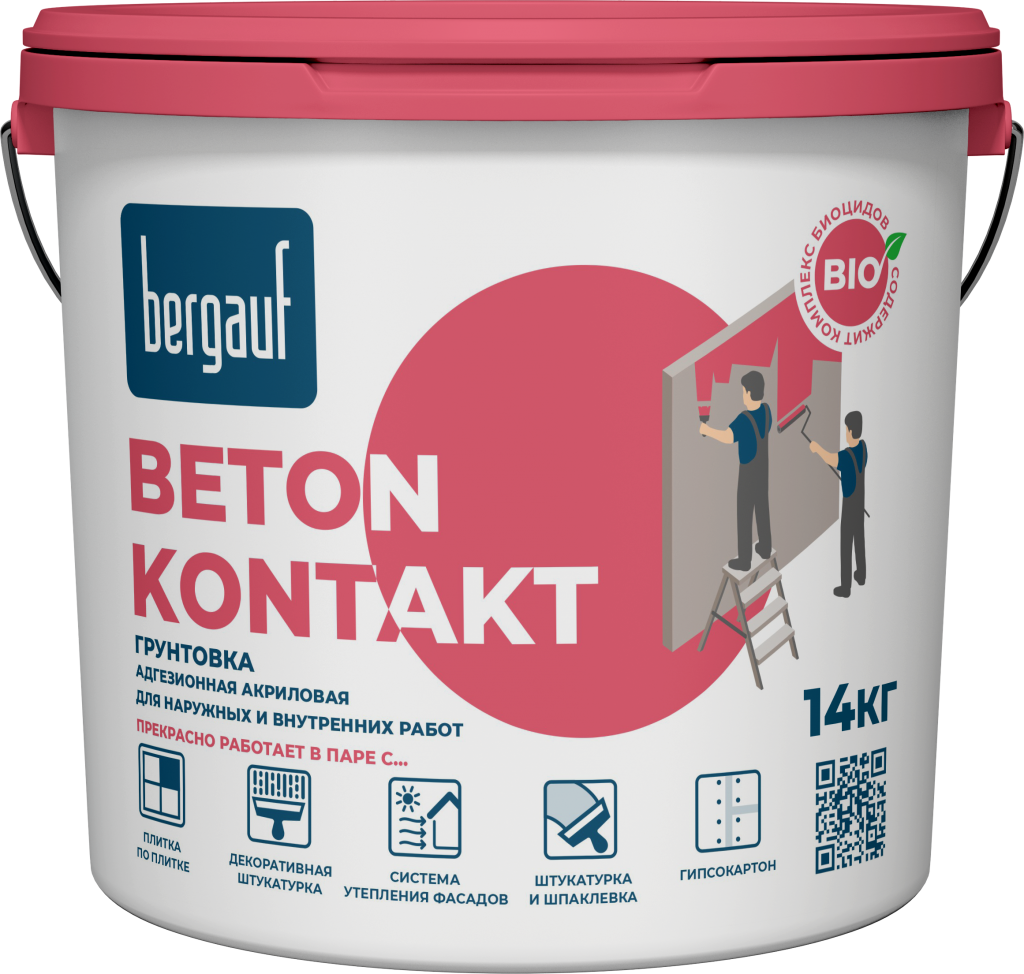 bergauf
СОДЕРЖИТ КОМПЛЕКС БИОЦИДОВ
BIO
BETON
KONTAKT
ГРУНТОВКА
АДГЕЗИОННАЯ АКРИЛОВАЯ
ДЛЯ НАРУЖНЫХ И ВНУТРЕННИХ РАБОТ
ПРЕКРАСНО РАБОТАЕТ В ПАРЕ С...
14КГ
ПЛИТКА
ПО ПЛИТКЕ
ДЕКОРАТИВНАЯ
ШТУКАТУРКА
СИСТЕМА
УТЕПЛЕНИЯ ФАСАДОВ
ШТУКАТУРКА
И ШПАКЛЕВКА
ГИПСОКАРТОН